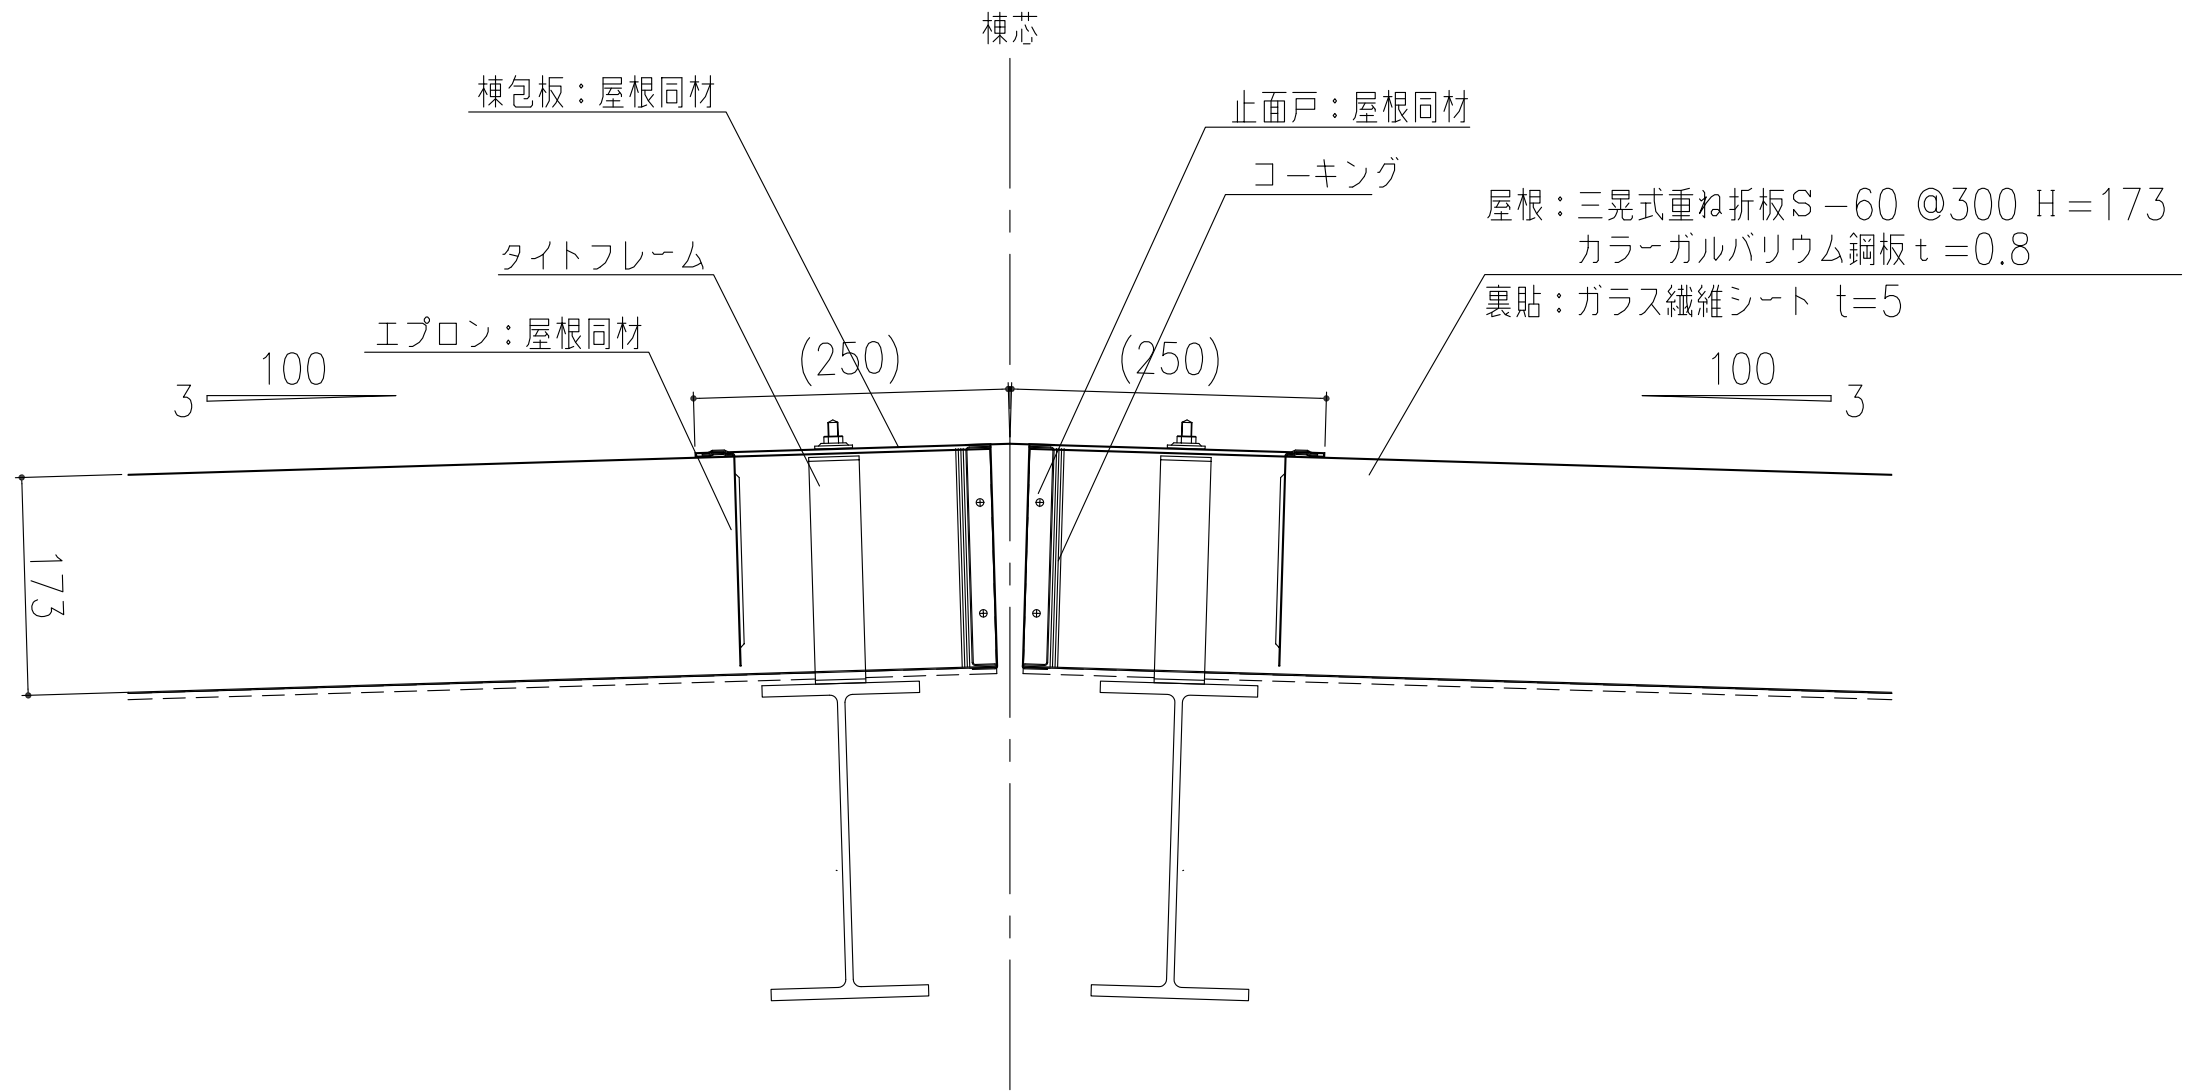 棟芯
棟包板：屋根同材
止面戸：屋根同材
コーキング
屋根：三晃式重ね折板S－60 @300 H＝173
カラーガルバリウム鋼板t＝0.8
裏貼：ガラス繊維シート t=5
タイトフレーム
エプロン：屋根同材
(250)
(250)
100
3
100
3
173